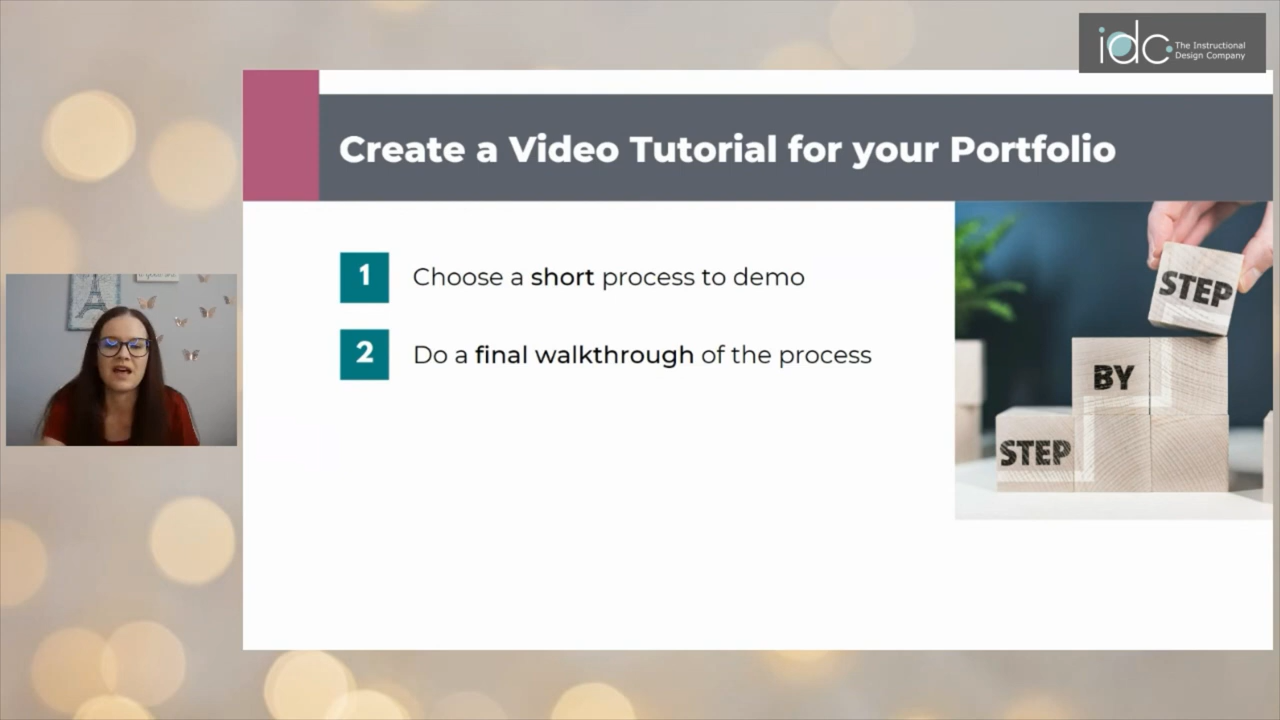 idc
The Instructional
Design Company
Create a Video Tutorial for your Portfolio
1 Choose a short process to demo
2 Do a final walkthrough of the process
STEP
BY
STEP